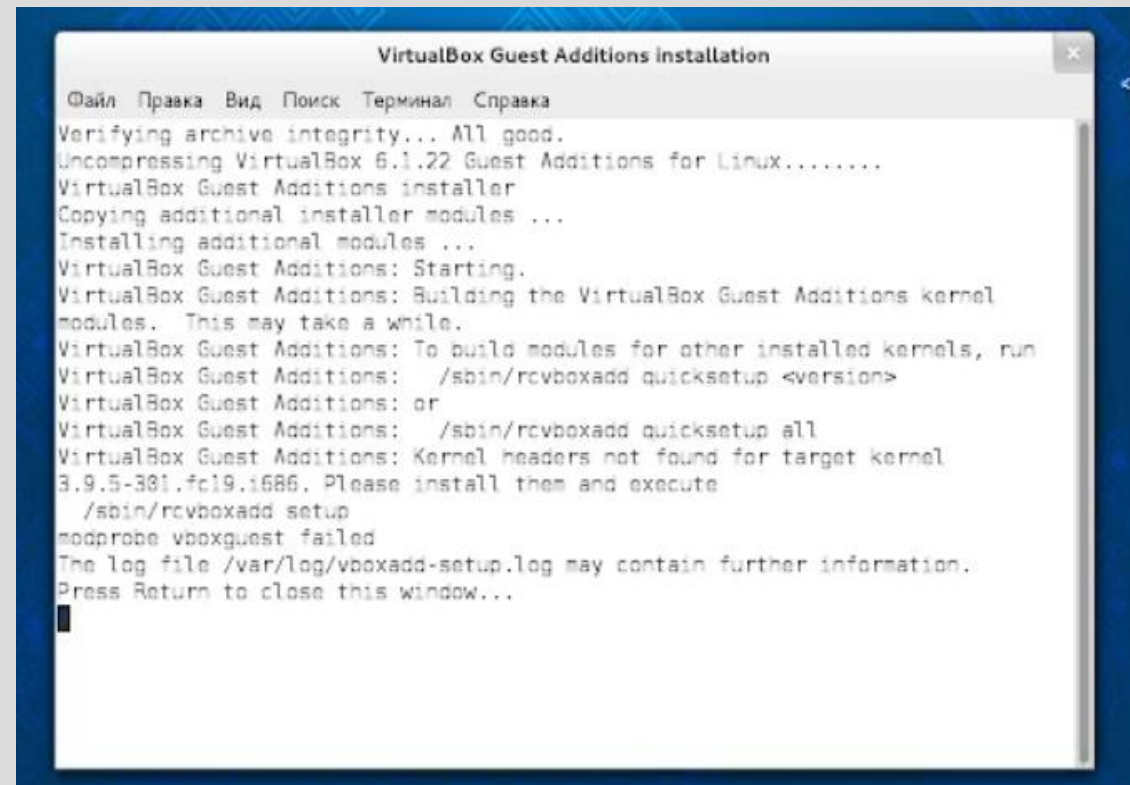 VirtualBox Guest Additions installation
Файл Правка Вид Поиск Терминал Справка
Verifying archive integrity... All good.
Uncompressing VirtualBox 6.1.22 Guest Additions for Linux........
VirtualBox Guest Additions installer
Copying additional installer modules ...
Installing additional modules ...
VirtualBox Guest Additions: Starting.
VirtualBox Guest Additions: Building the VirtualBox Guest Additions kernel
modules.  This may take a while.
VirtualBox Guest Additions: To build modules for other installed kernels, run
VirtualBox Guest Additions:   /sbin/rcvboxadd quicksetup <version>
VirtualBox Guest Additions: or
VirtualBox Guest Additions:   /sbin/rcvboxadd quicksetup all
VirtualBox Guest Additions: Kernel headers not found for target kernel
3.9.5-301.fc19.i686. Please install them and execute
  /sbin/rcvboxadd setup
modprobe vboxguest failed
The log file /var/log/vboxadd-setup.log may contain further information.
Press Return to close this window...